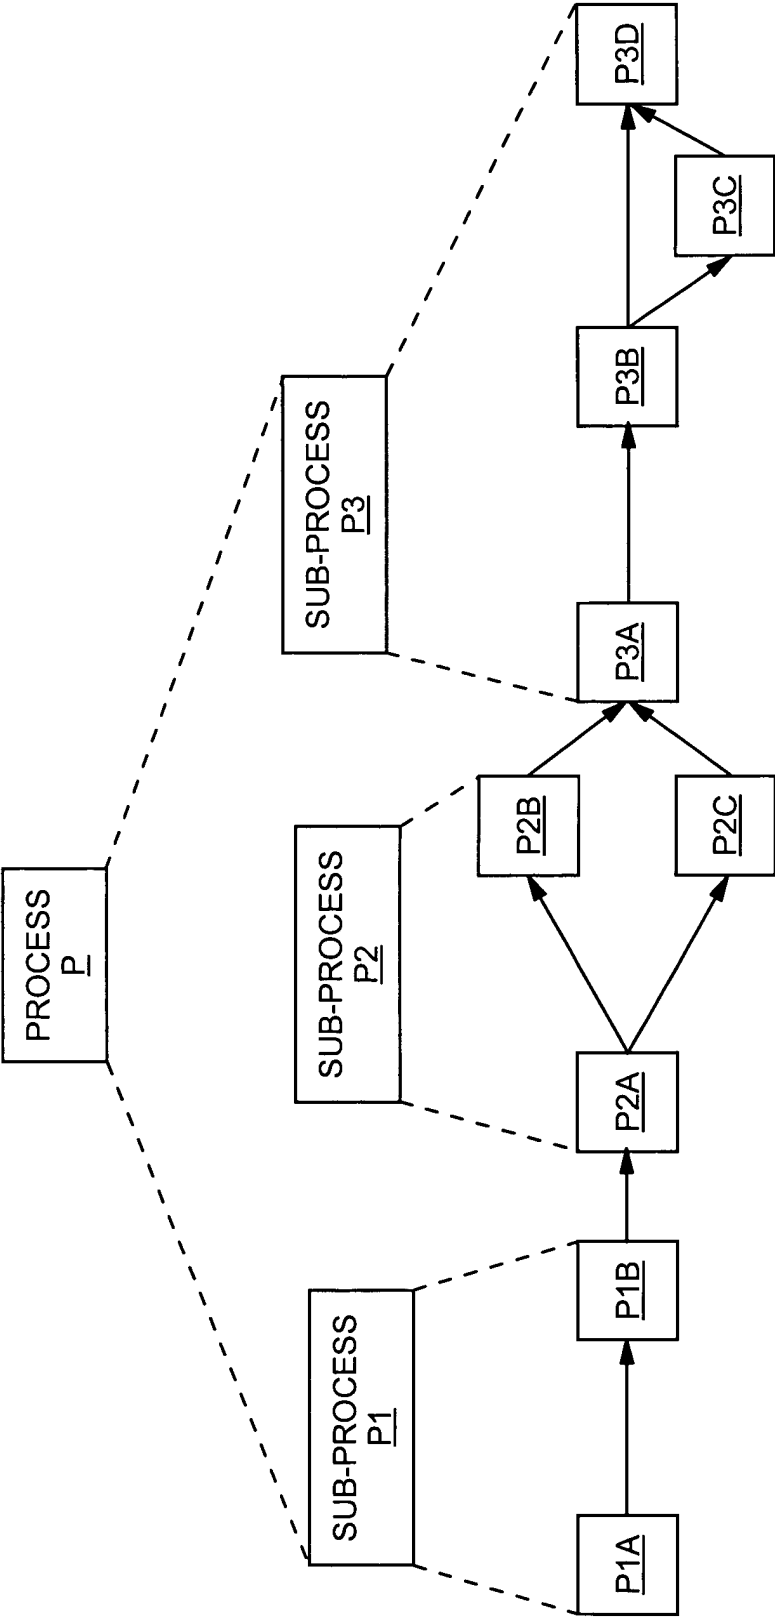 PROCESS
P
SUB-PROCESS
P1
SUB-PROCESS
P2
SUB-PROCESS
P3
P1A
P1B
P2A
P2B
P2C
P3A
P3B
P3C
P3D